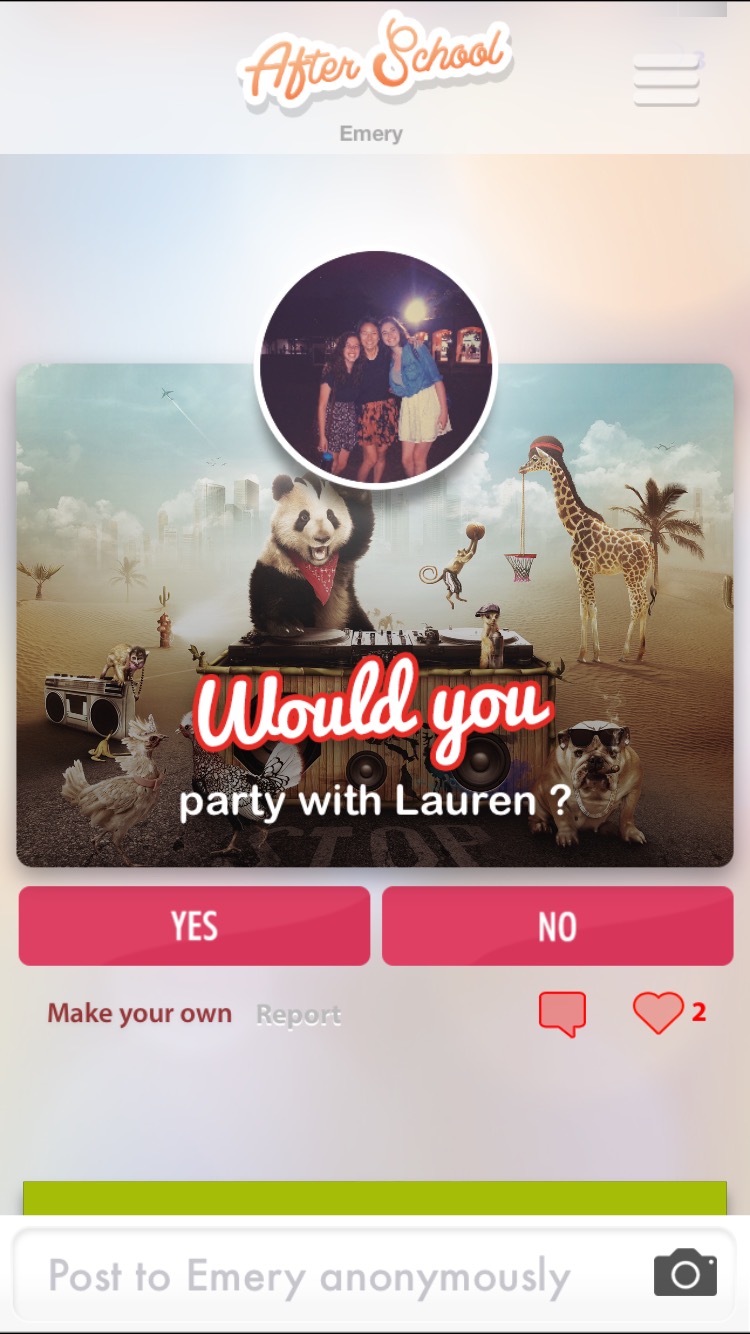 After School
Emery
Would you
party with Lauren ?
STOP
YES
NO
Make your own Report
2
Post to Emery anonymously